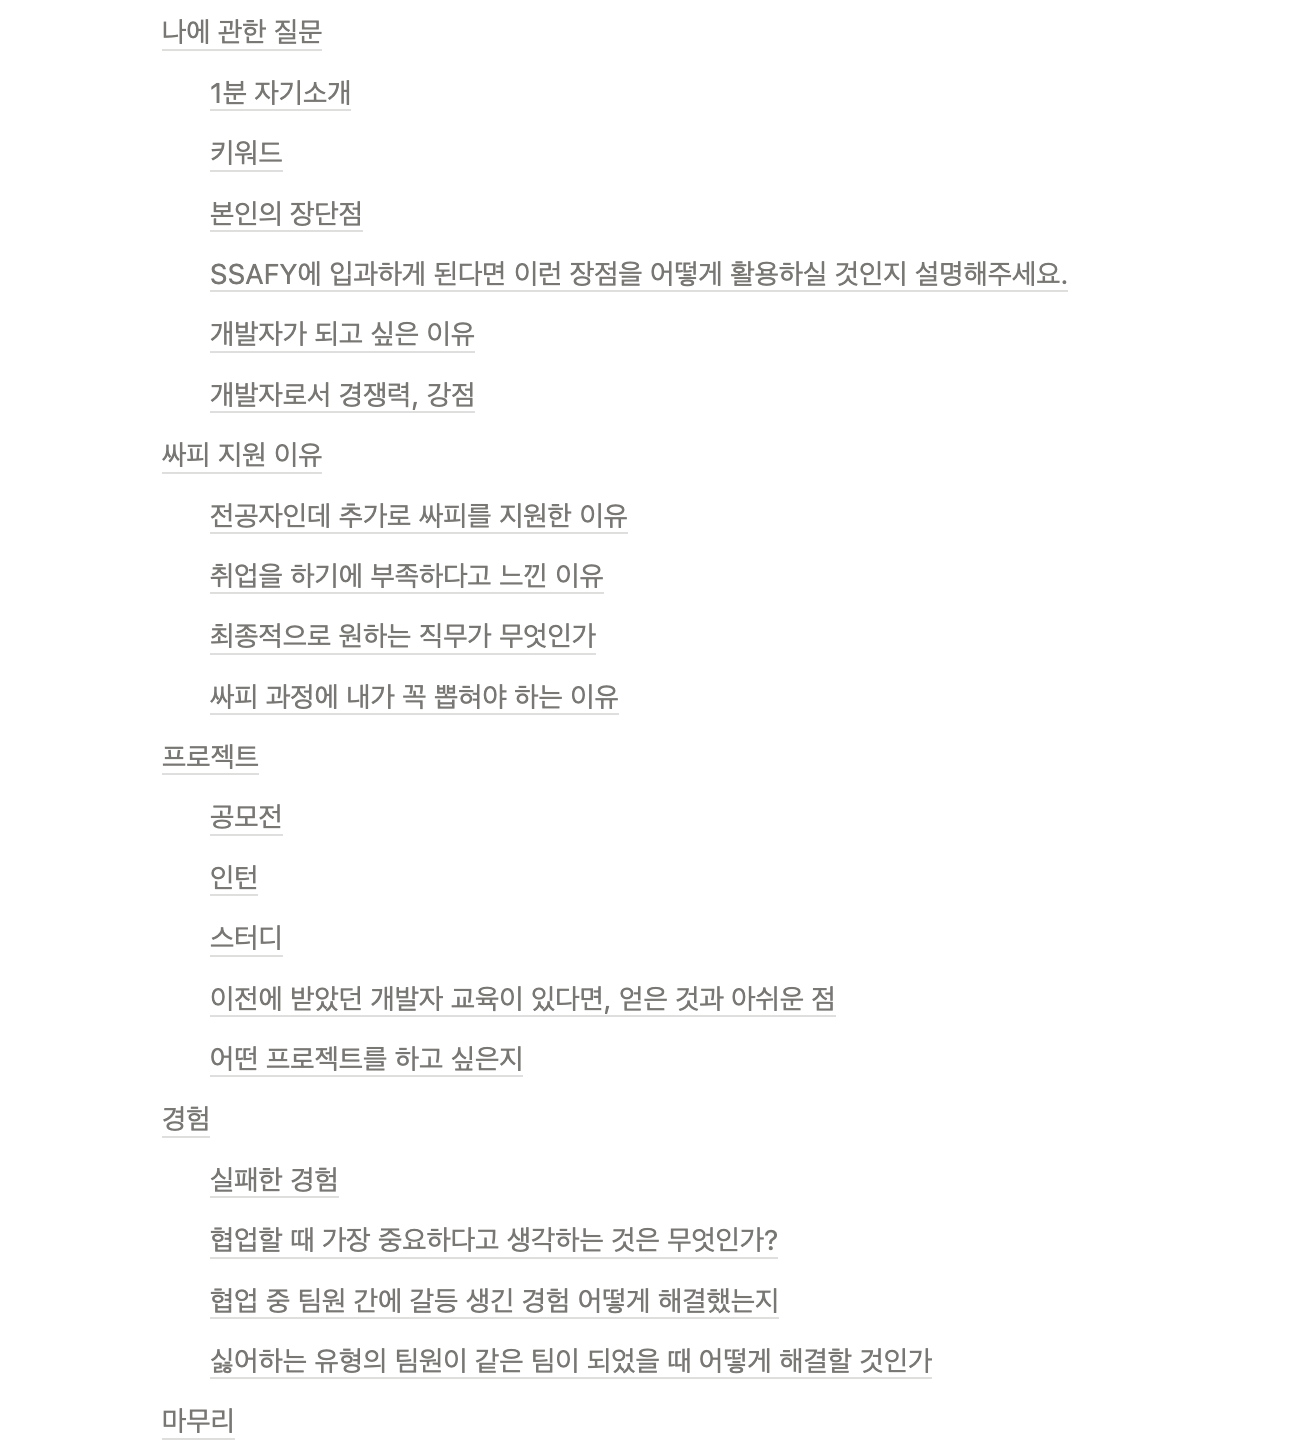 나에 관한 질문
1분 자기소개
키워드
본인의 장단점
SSAFY에 입과하게 된다면 이런 장점을 어떻게 활용하실 것인지 설명해주세요.
개발자가 되고 싶은 이유
개발자로서 경쟁력, 강점
싸피 지원 이유
전공자인데 추가로 싸피를 지원한 이유
취업을 하기에 부족하다고 느낀 이유
최종적으로 원하는 직무가 무엇인가
싸피 과정에 내가 꼭 뽑혀야 하는 이유
프로젝트
공모전
인턴
스터디
이전에 받았던 개발자 교육이 있다면, 얻은 것과 아쉬운 점
어떤 프로젝트를 하고 싶은지
경험
실패한 경험
협업할 때 가장 중요하다고 생각하는 것은 무엇인가?
협업 중 팀원 간에 갈등 생긴 경험 어떻게 해결했는지
싫어하는 유형의 팀원이 같은 팀이 되었을 때 어떻게 해결할 것인가
마무리